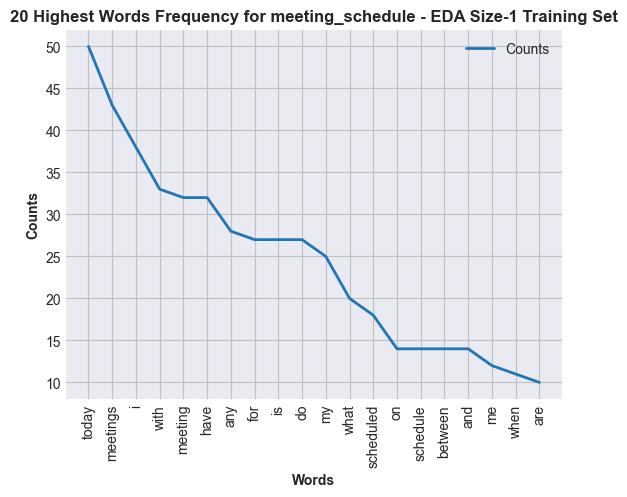 20 Highest Words Frequency for meeting_schedule - EDA Size-1 Training Set
Counts
50
45
40
35
30
25
20
15
10
Counts
today
meetings
i
with
meeting
have
any
for
is
do
my
what
scheduled
on
schedule
between
and
me
when
are
Words